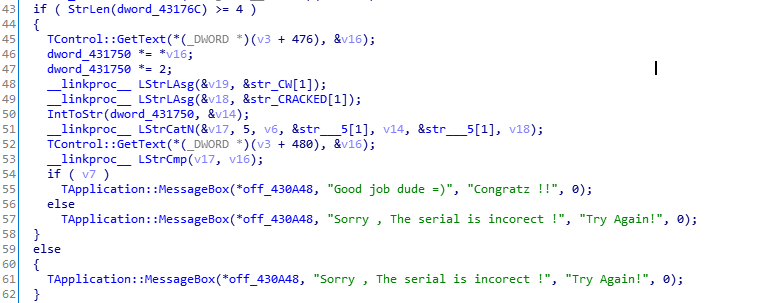 43 if ( StrLen(dword_43176C) >= 4 )
44 {
45 TControl::GetText(*(_DWORD *)(v3 + 476), &v16);
46 dword_431750 *= *v16;
47 dword_431750 *= 2;
48 __linkproc__ LStrLAsg(&v19, &str_CW[1]);
49 __linkproc__ LStrLAsg(&v18, &str_CRACKED[1]);
50 IntToStr(dword_431750, &v14);
51 __linkproc__ LStrCatN(&v17, 5, v6, &str___5[1], v14, &str___5[1], v18);
52 TControl::GetText(*(_DWORD *)(v3 + 480), &v16);
53 __linkproc__ LStrCmp(v17, v16);
54 if ( v7 )
55 TApplication::MessageBox(*off_430A48, "Good job dude =)", "Congratz !!", 0);
56 else
57 TApplication::MessageBox(*off_430A48, "Sorry , The serial is incorect !", "Try Again!", 0);
58 }
59 else
60 {
61 TApplication::MessageBox(*off_430A48, "Sorry , The serial is incorect !", "Try Again!", 0);
62 }